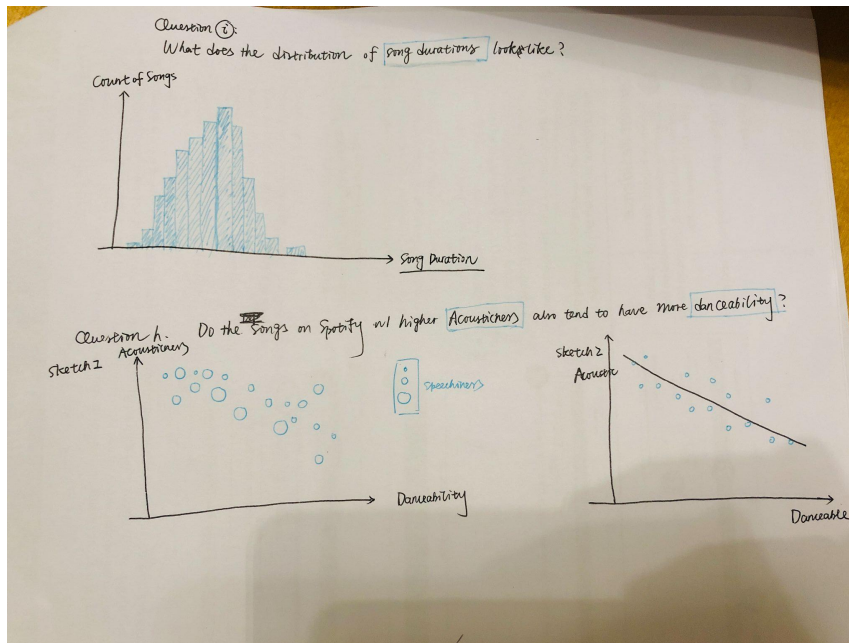 Question ⓘ:
What does the distribution of song durations looks like?
Count of Songs
Song Duration
Question h. Do the songs on Spotify w/ higher Acousticness also tend to have more danceability?
Sketch 1
Acousticness
Speechiness
Danceability
Sketch 2
Acoustic
Danceable